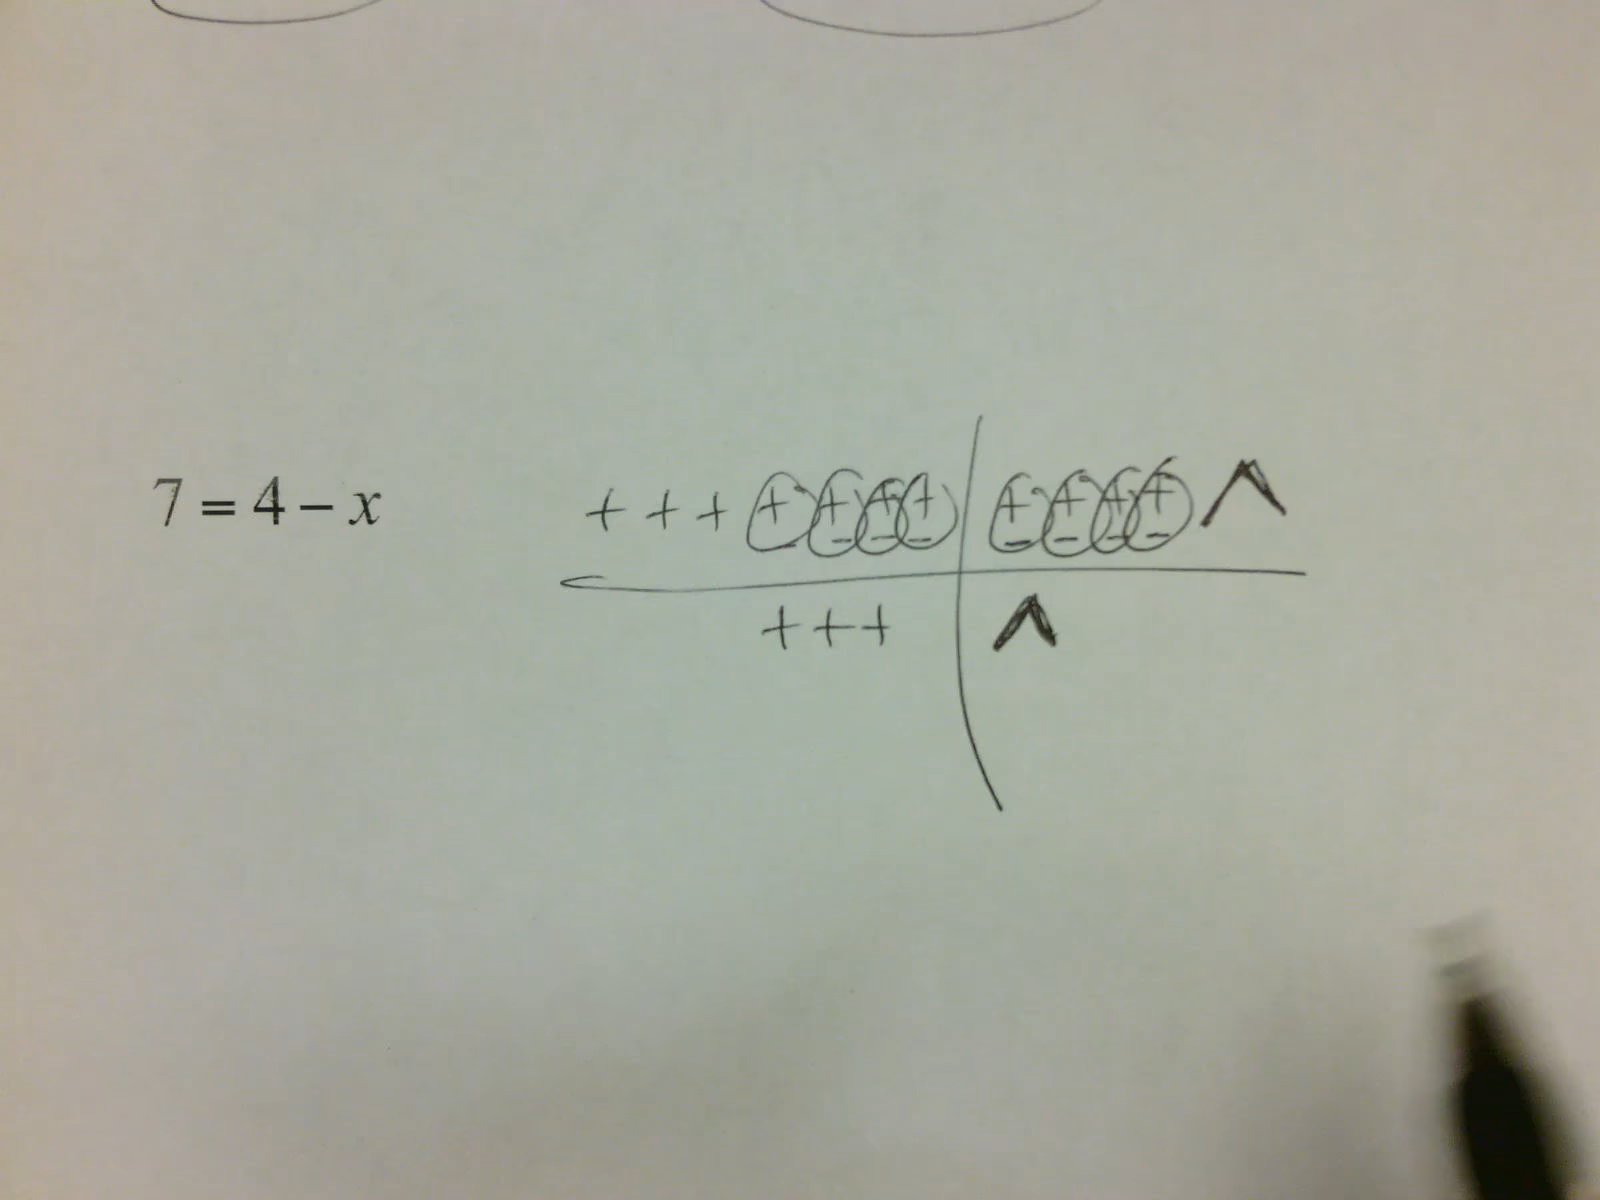 7 = 4 – x
+ + + + + + + + + + + Λ
- - - - - - - -
+ + + Λ